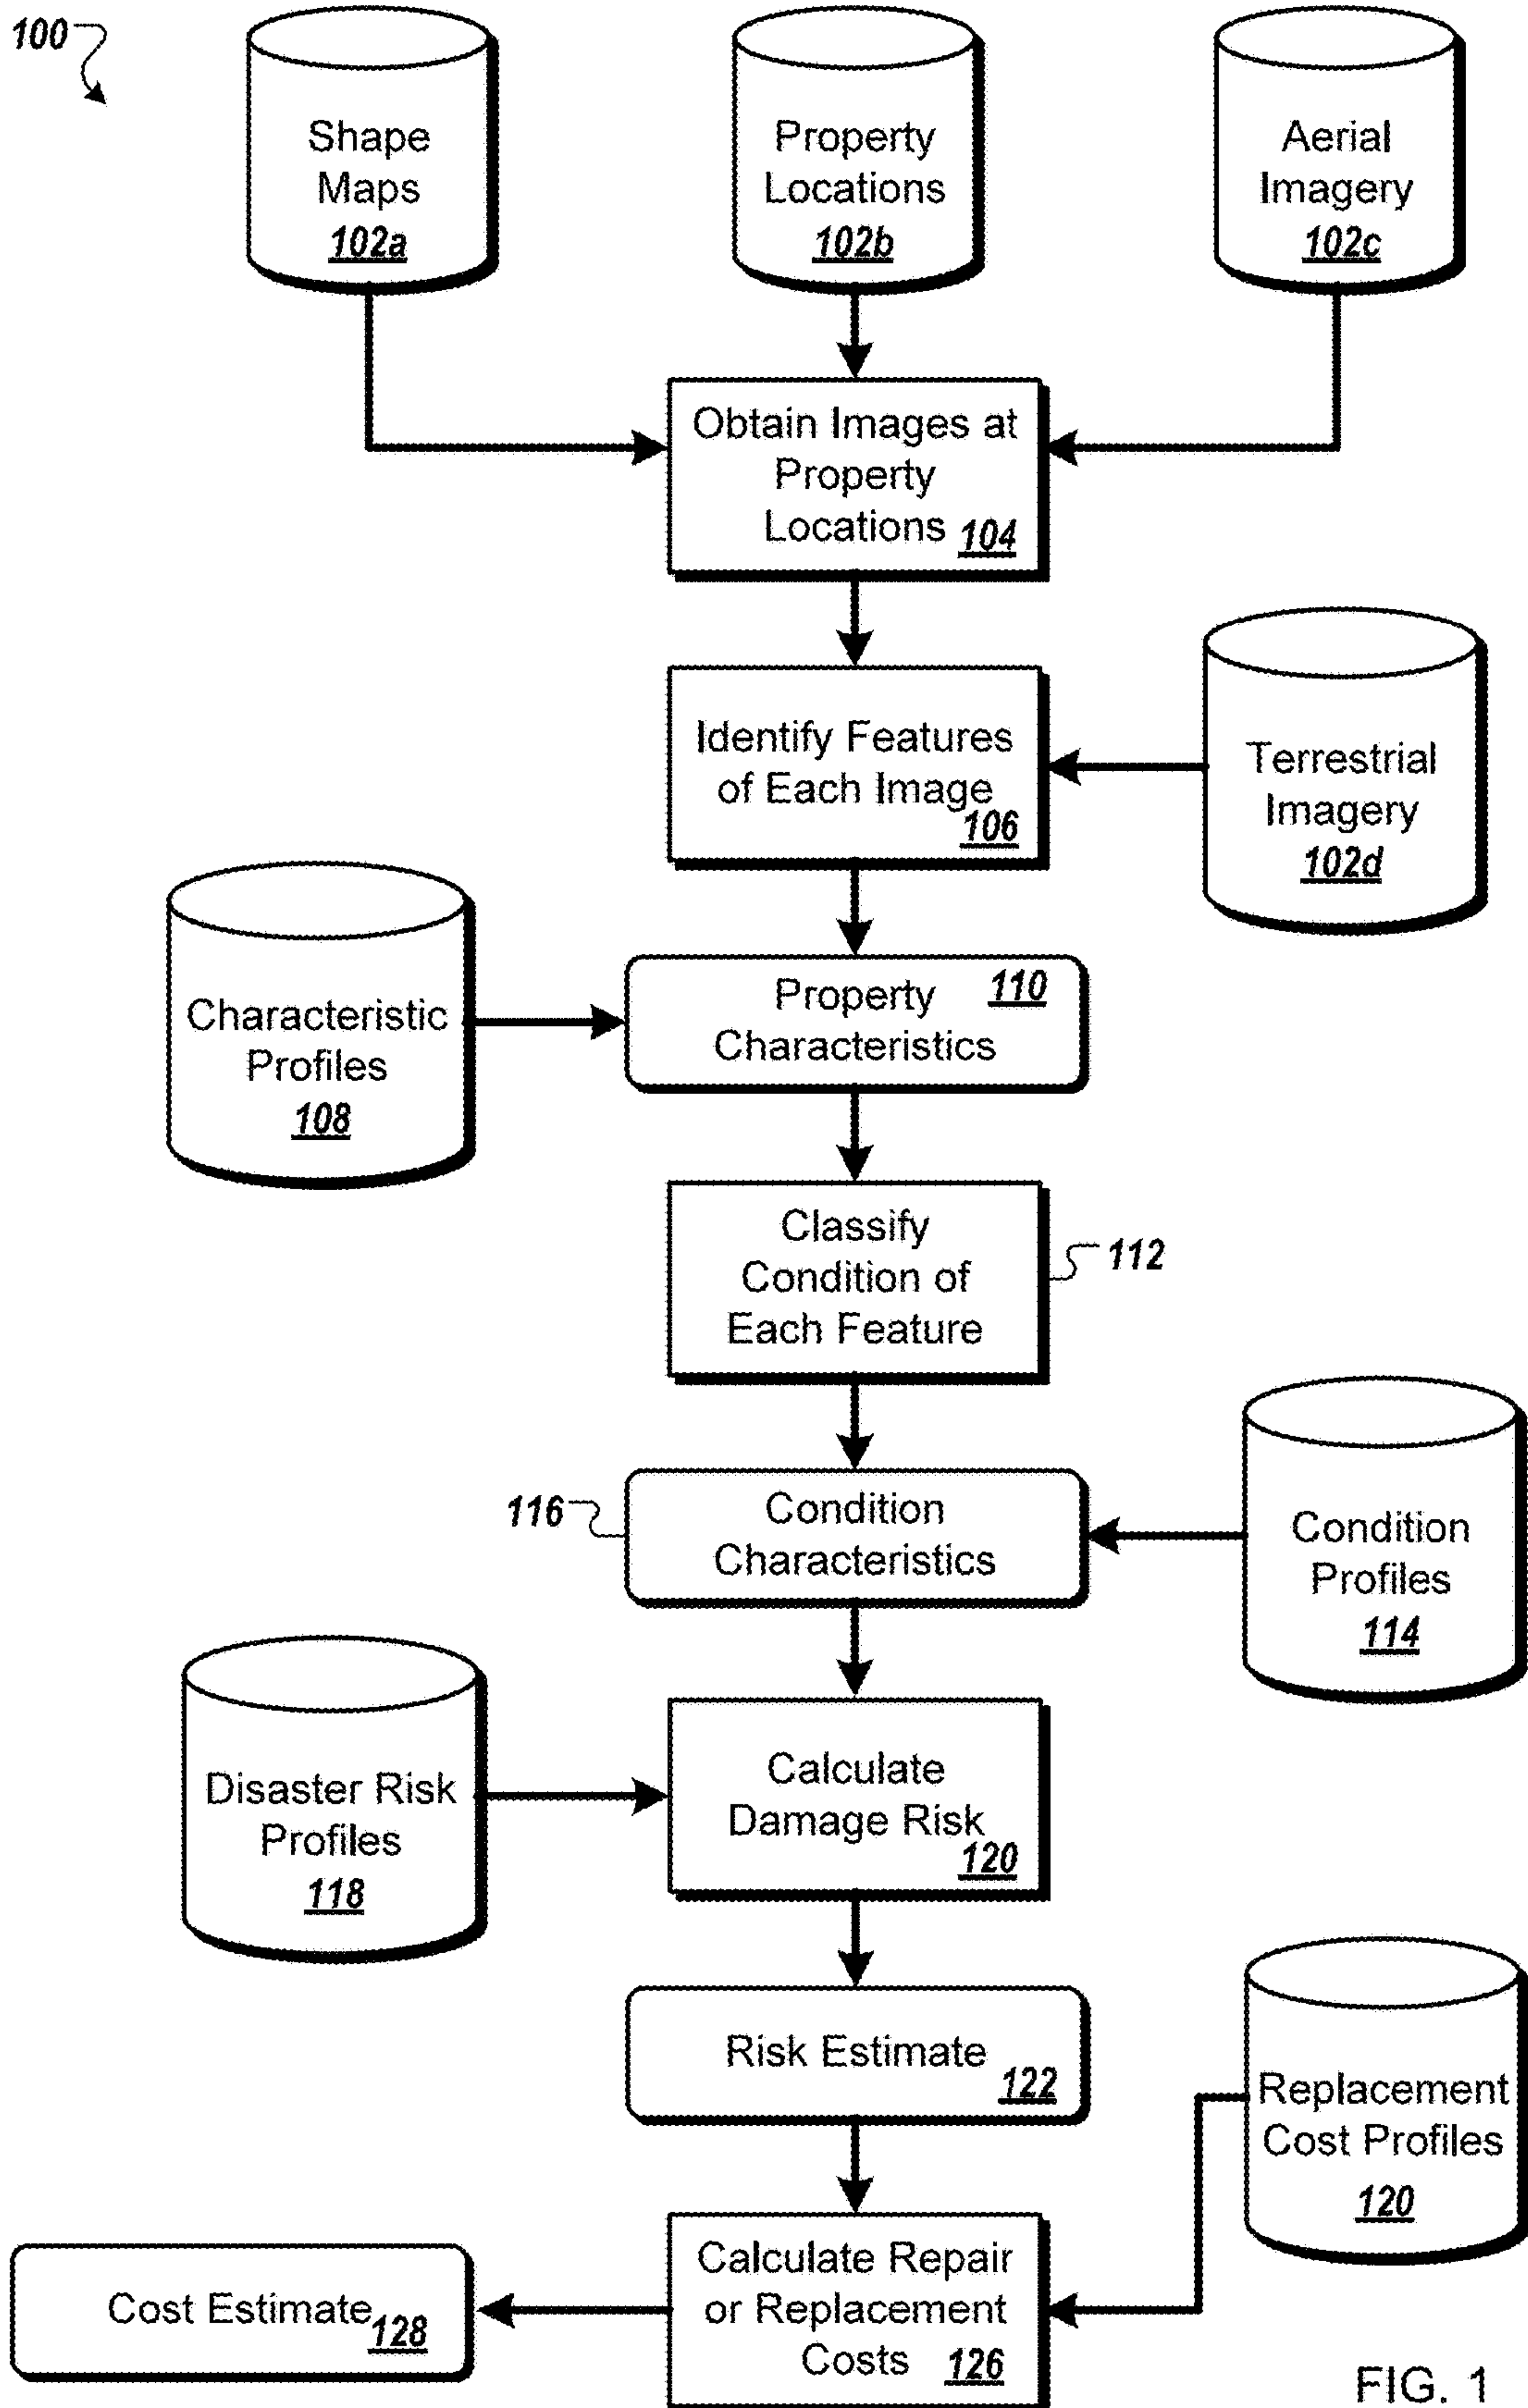 100
Shape
Maps
102a
Property
Locations
102b
Aerial
Imagery
102c
Obtain Images at
Property
Locations 104
Identify Features
of Each Image
106
Terrestrial
Imagery
102d
Characteristic
Profiles
108
110
Property
Characteristics
Classify
Condition of
Each Feature
112
116
Condition
Characteristics
Condition
Profiles
114
Disaster Risk
Profiles
118
Calculate
Damage Risk
120
Risk Estimate
122
Replacement
Cost Profiles
120
Calculate Repair
or Replacement
Costs 126
Cost Estimate 128
FIG. 1